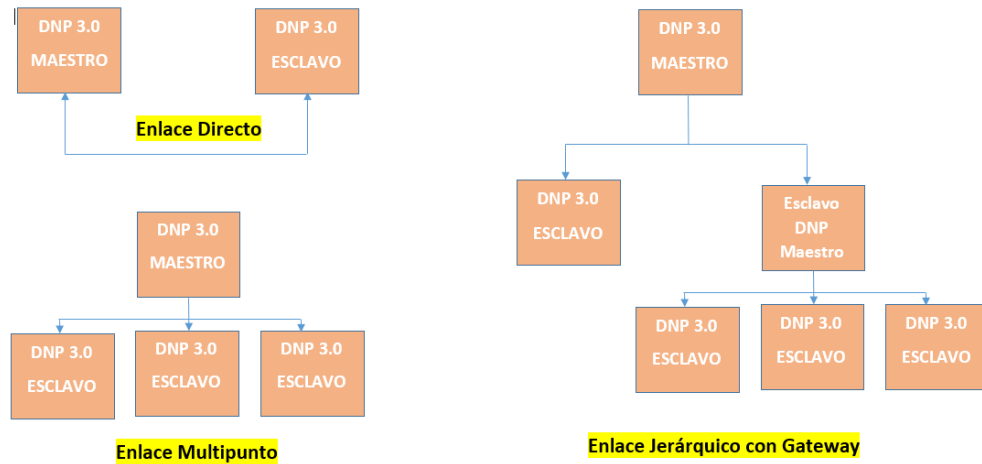 DNP 3.0
MAESTRO
DNP 3.0
ESCLAVO
Enlace Directo
DNP 3.0
MAESTRO
DNP 3.0
ESCLAVO
DNP 3.0
ESCLAVO
DNP 3.0
ESCLAVO
Enlace Multipunto
DNP 3.0
MAESTRO
DNP 3.0
ESCLAVO
Esclavo
DNP
Maestro
DNP 3.0
ESCLAVO
DNP 3.0
ESCLAVO
DNP 3.0
ESCLAVO
Enlace Jerárquico con Gateway